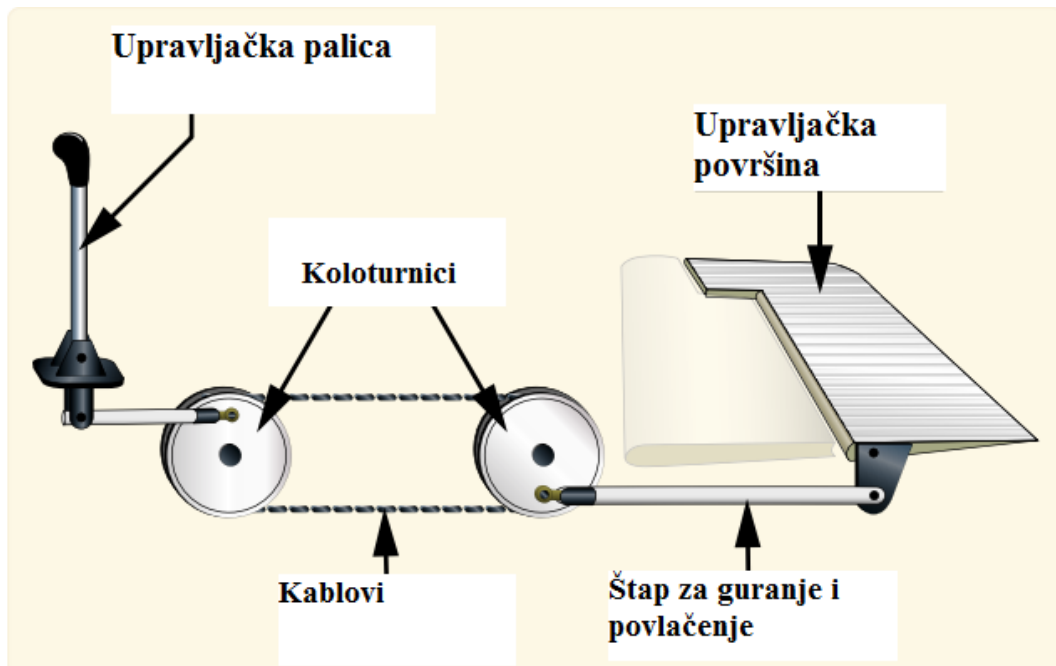 Upravljačka palica
Upravljačka
površina
Koloturnici
Kablovi
Štap za guranje i
povlačenje